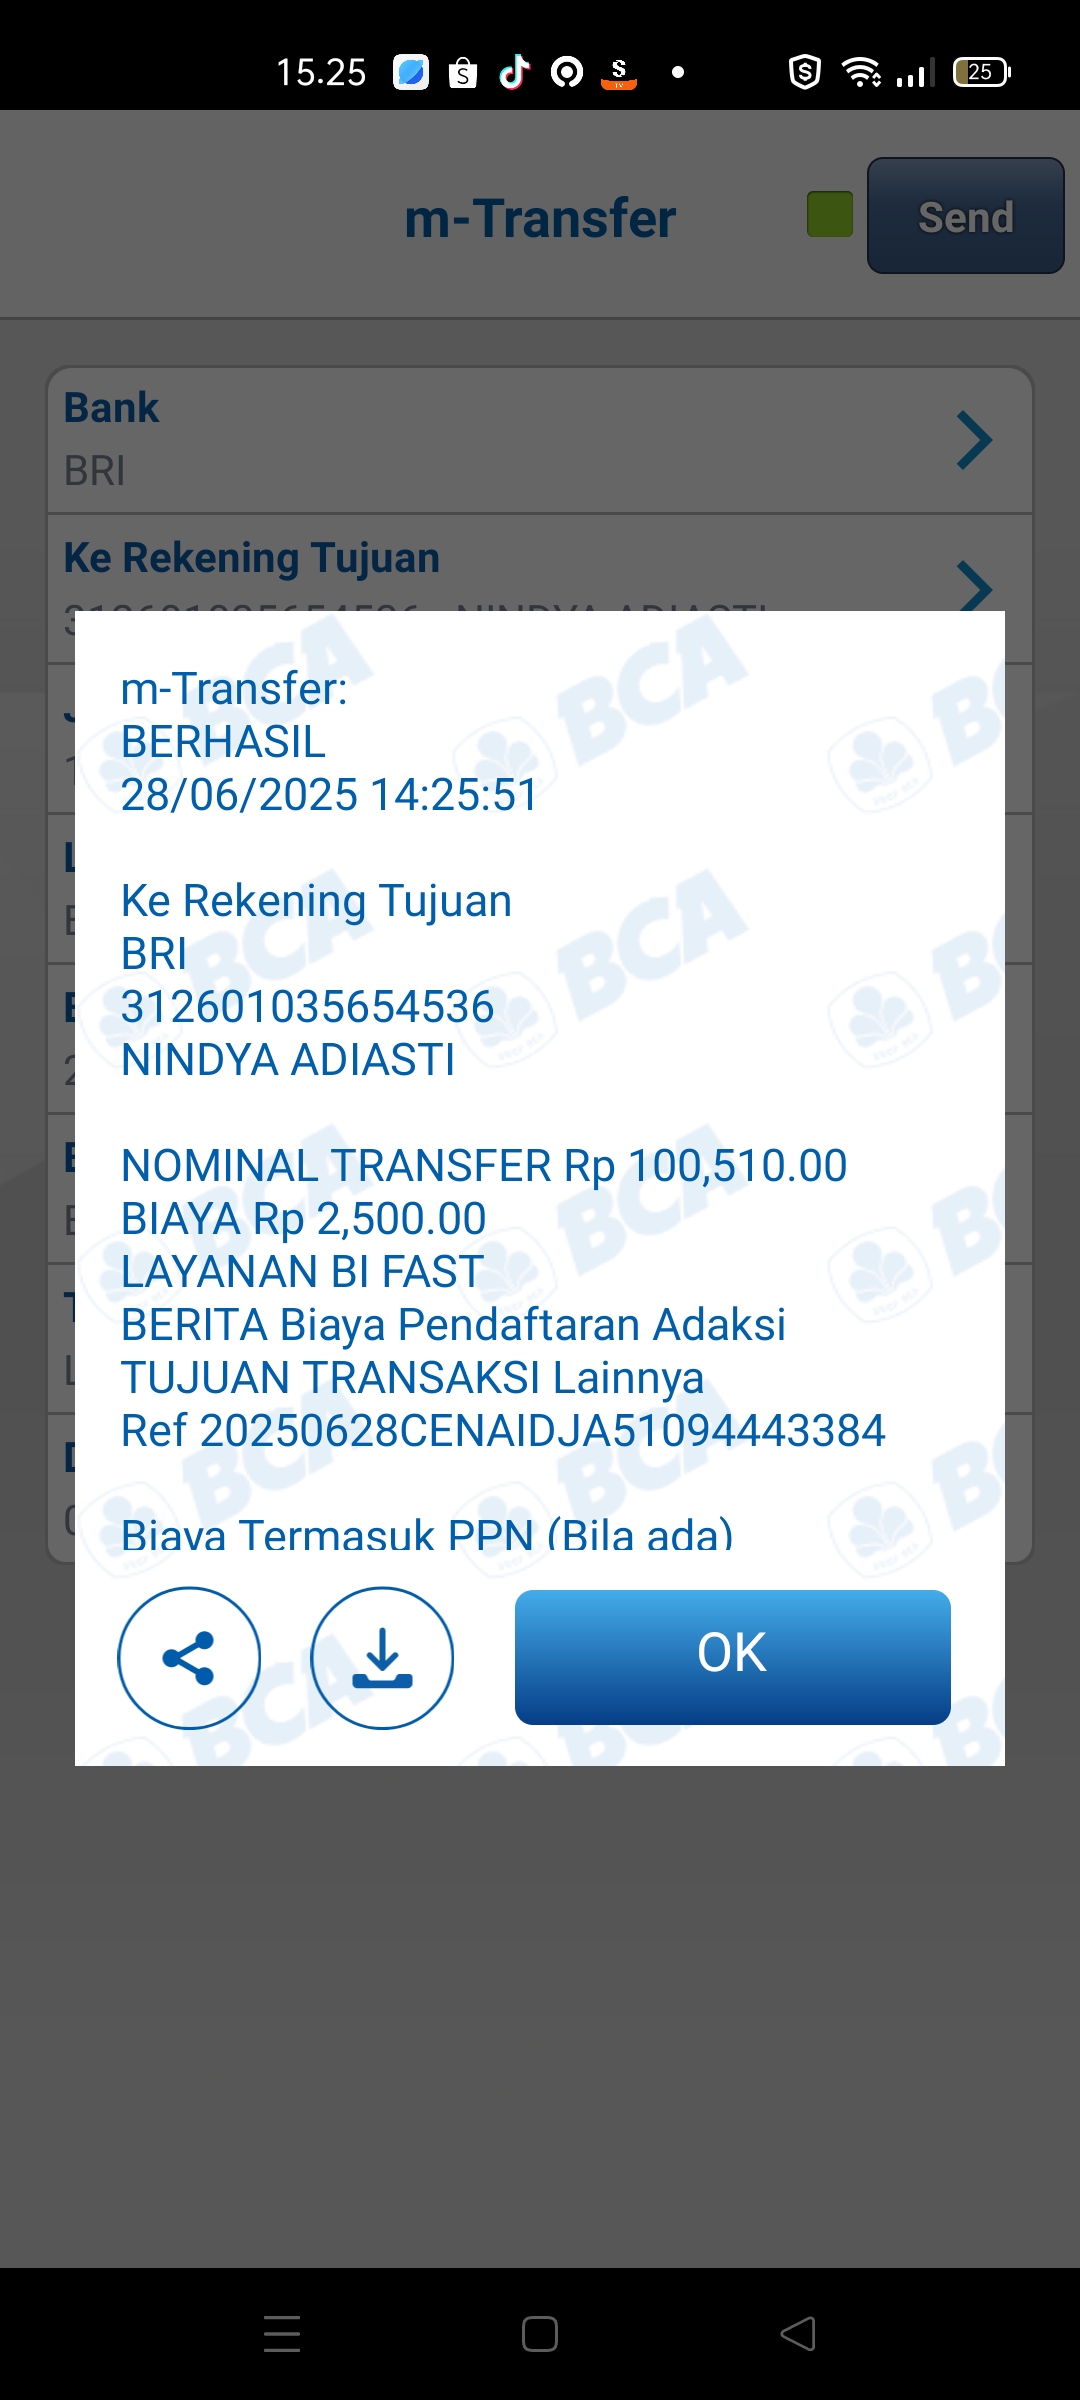 15.25
25
m-Transfer
Send
Bank
BRI
Ke Rekening Tujuan
m-Transfer:
BERHASIL
28/06/2025 14:25:51
Ke Rekening Tujuan
BRI
312601035654536
NINDYA ADIASTI
NOMINAL TRANSFER Rp 100,510.00
BIAYA Rp 2,500.00
LAYANAN BI FAST
BERITA Biaya Pendaftaran Adaksi
TUJUAN TRANSAKSI Lainnya
Ref 20250628CENAIDJA51094443384
Biaya Termasuk PPN (Bila ada)
OK
BCA